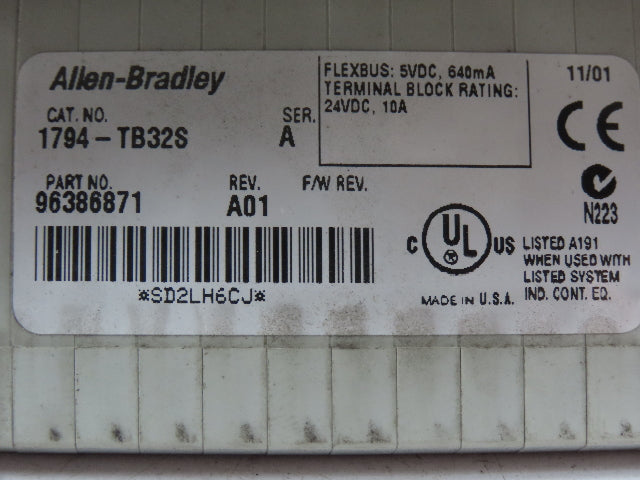 Allen-Bradley
FLEXBUS: 5VDC, 640mA
TERMINAL BLOCK RATING:
24VDC, 10A
11/01
CAT. NO.
SER.
1794-TB32S
A
CE
PART NO.
REV.
F/W REV.
96386871
A01
N223
C UL US
LISTED A191
WHEN USED WITH
LISTED SYSTEM
IND. CONT. EQ.
*SD2LH6CJ*
MADE IN U.S.A.